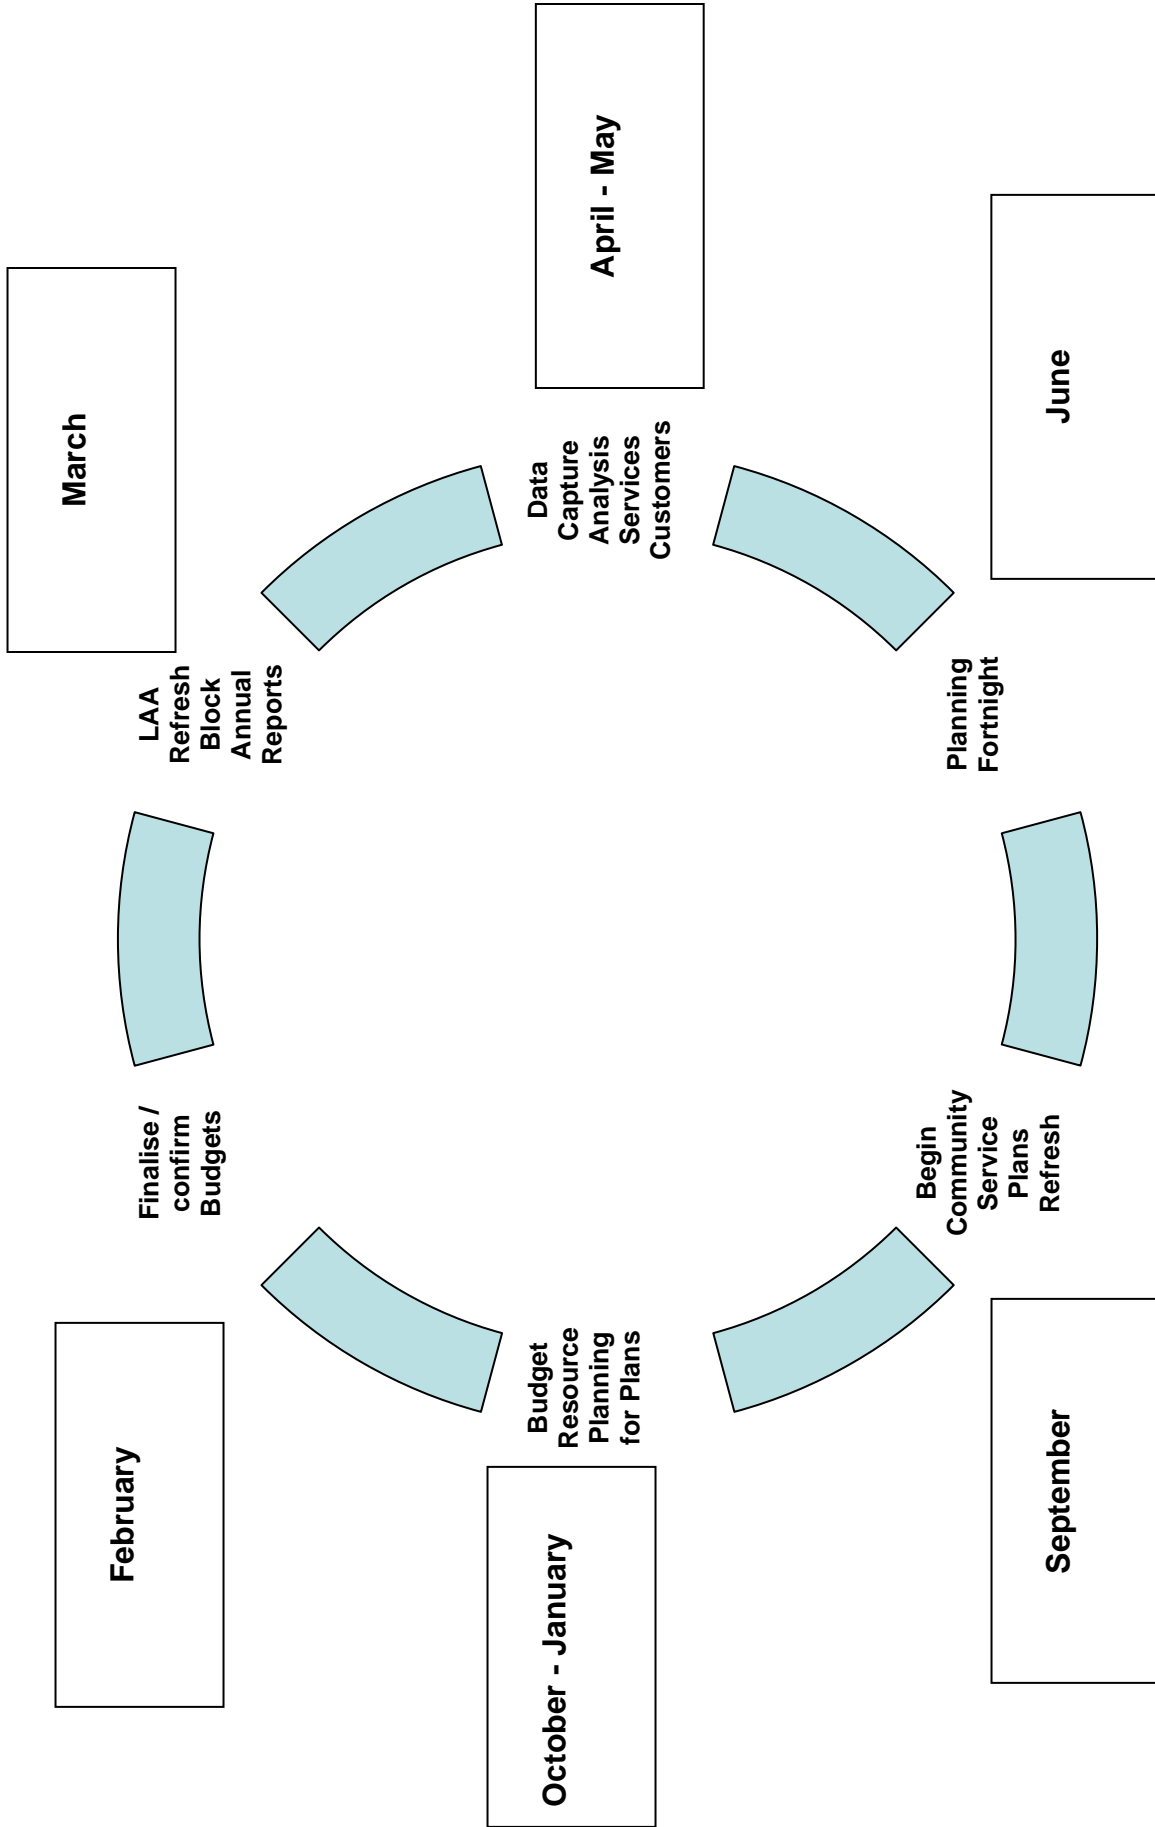 February
March
Finalise /
confirm
Budgets
LAA
Refresh
Block
Annual
Reports
October - January
Budget
Resource
Planning
for Plans
Data
Capture
Analysis
Services
Customers
April - May
Begin
Community
Service
Plans
Refresh
Planning
Fortnight
September
June